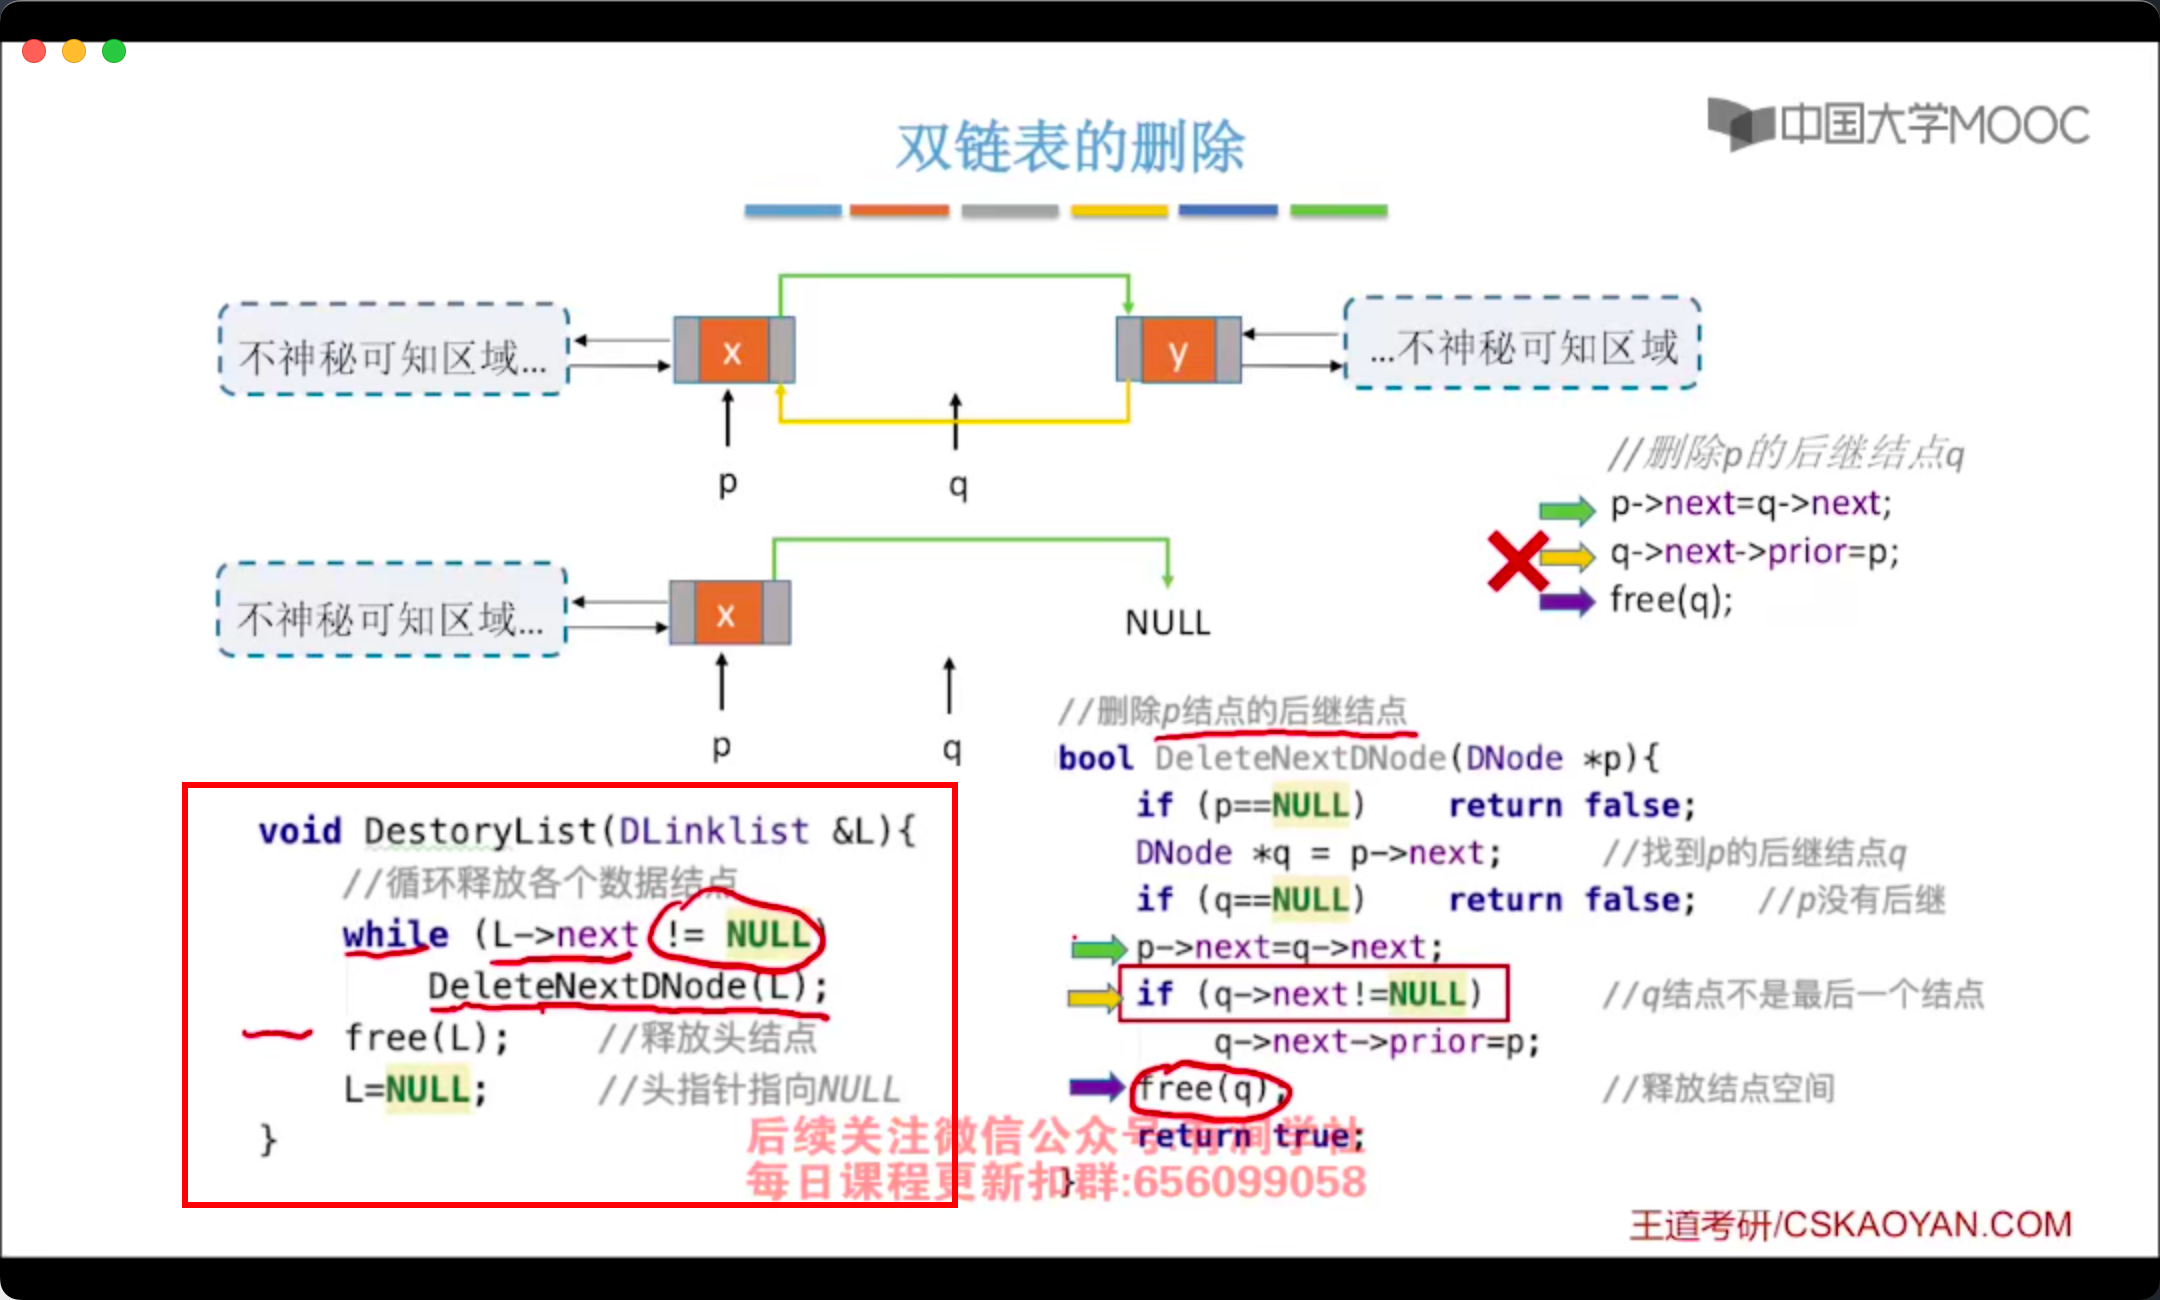 中国大学MOOC
双链表的删除
不神秘可知区域...
x
y
...不神秘可知区域
p
q
//删除p的后继结点q
p->next=q->next;
q->next->prior=p;
free(q);
不神秘可知区域...
x
NULL
p
q
void DestoryList(DLinklist &L){
//循环释放各个数据结点
while (L->next != NULL)
DeleteNextDNode(L);
free(L); //释放头结点
L=NULL; //头指针指向NULL
}
//删除p结点的后继结点
bool DeleteNextDNode(DNode *p){
if (p==NULL) return false;
DNode *q = p->next; //找到p的后继结点q
if (q==NULL) return false; //p没有后继
p->next=q->next;
if (q->next!=NULL) //q结点不是最后一个结点
q->next->prior=p;
free(q); //释放结点空间
return true;
}
后续关注微信公众号:有润学社
每日课程更新扣群:656099058
王道考研/CSKAOYAN.COM